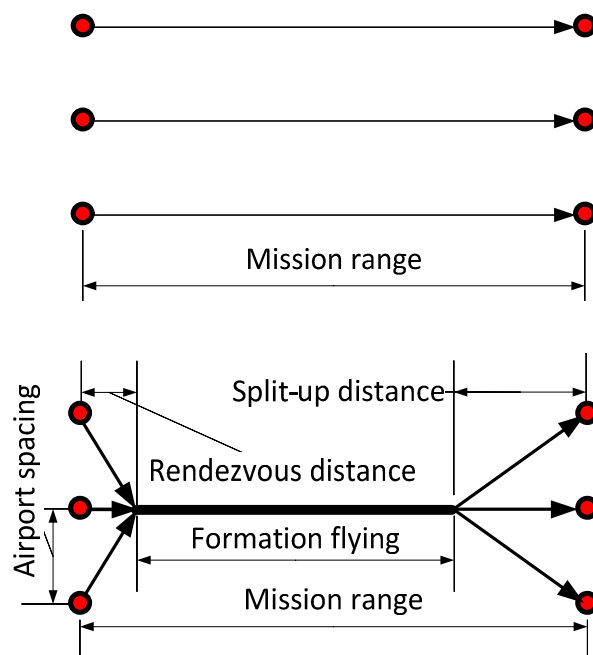 Mission range
Split-up distance
Airport spacing
Rendezvous distance
Formation flying
Mission range